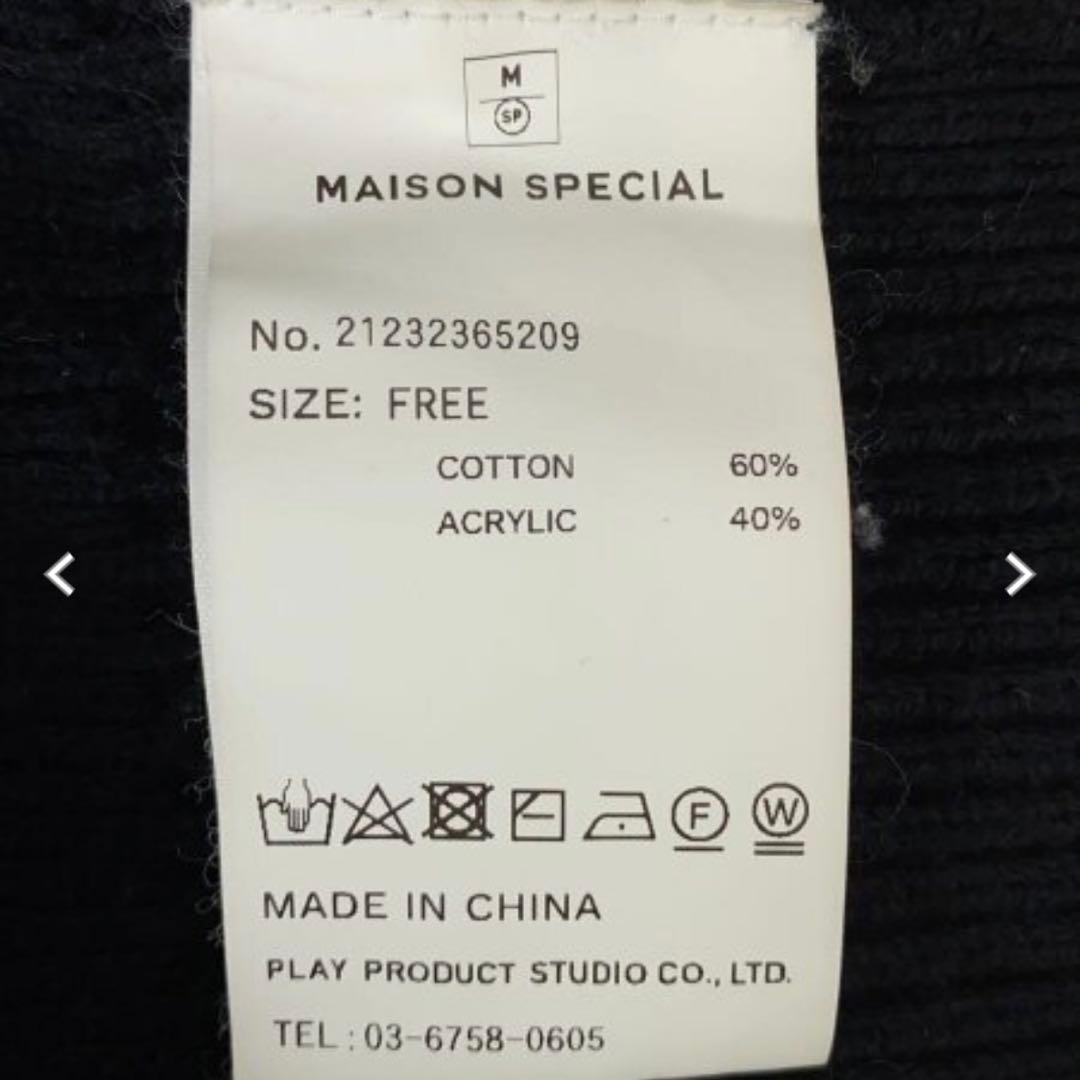 M
SP
MAISON SPECIAL
No. 21232365209
SIZE: FREE
COTTON 60%
ACRYLIC 40%
F W
MADE IN CHINA
PLAY PRODUCT STUDIO CO., LTD.
TEL : 03-6758-0605